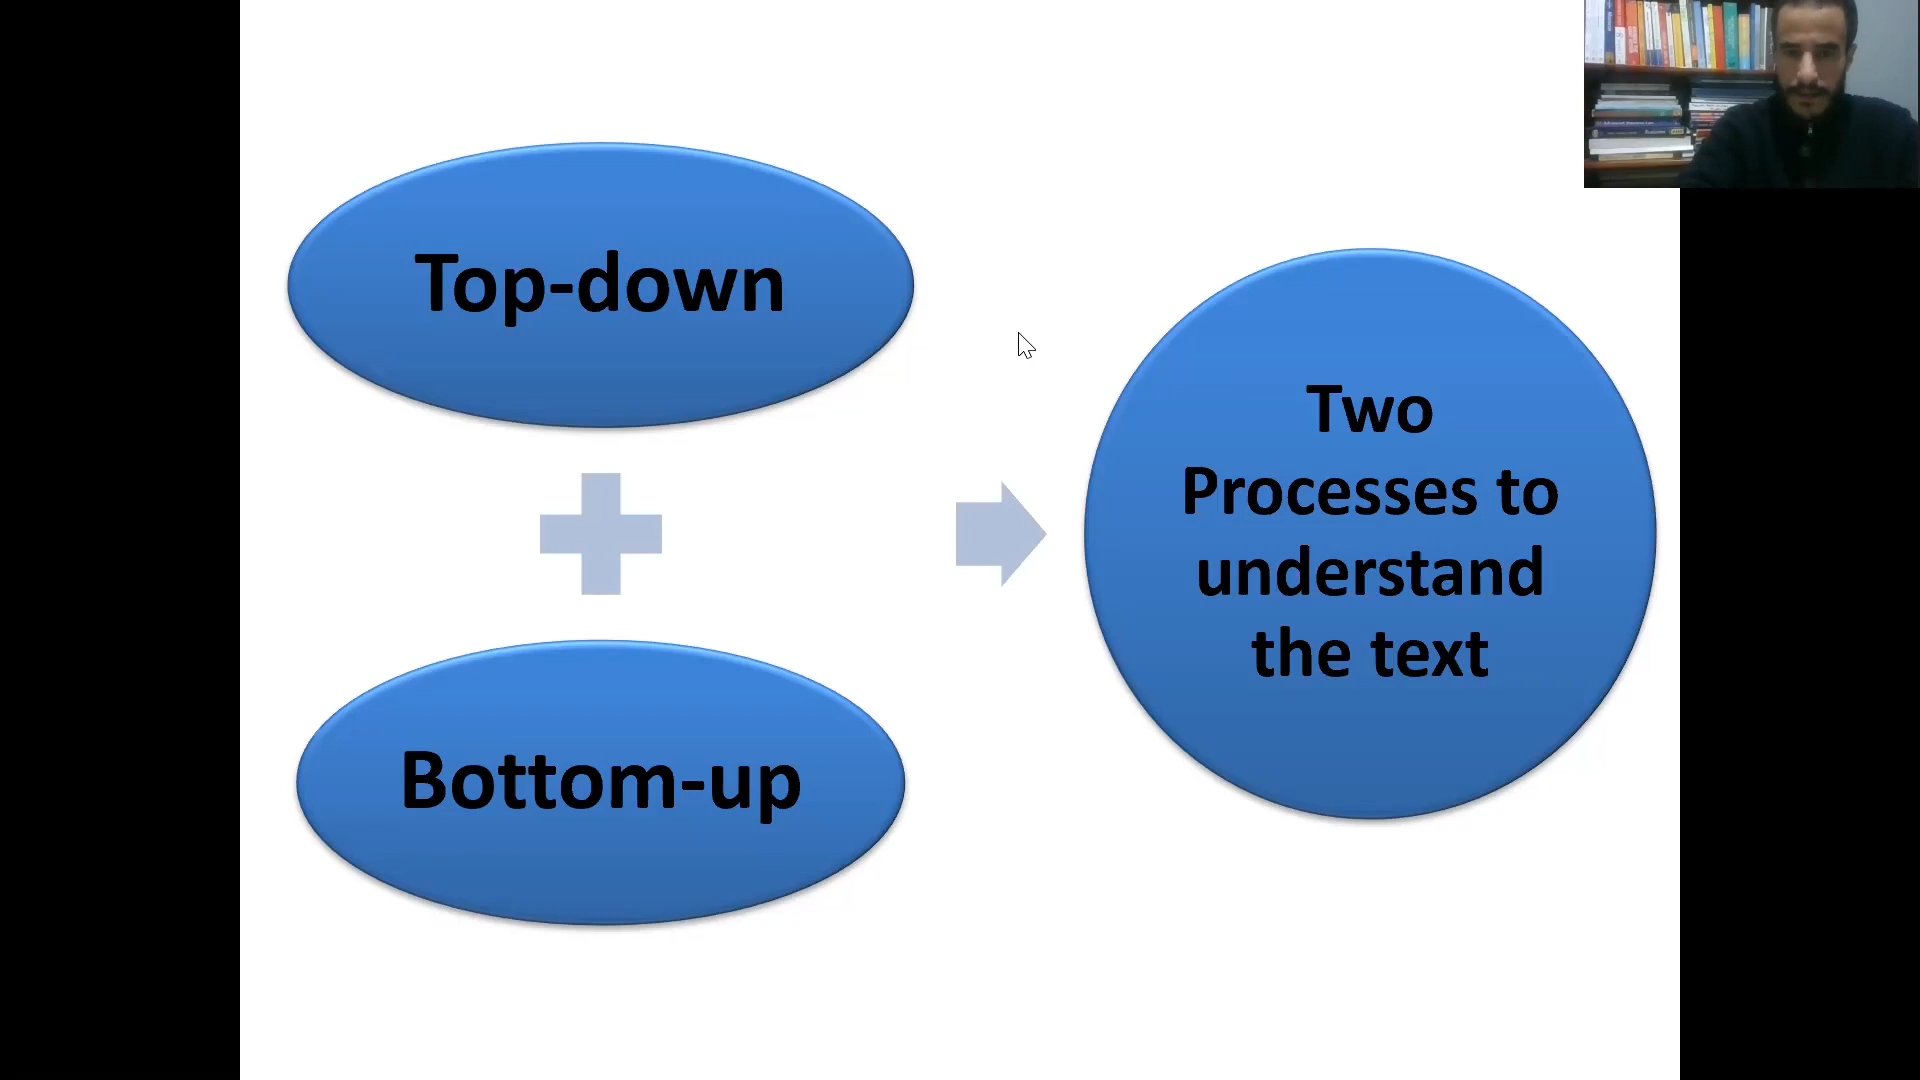 Top-down
Bottom-up
Two
Processes to
understand
the text